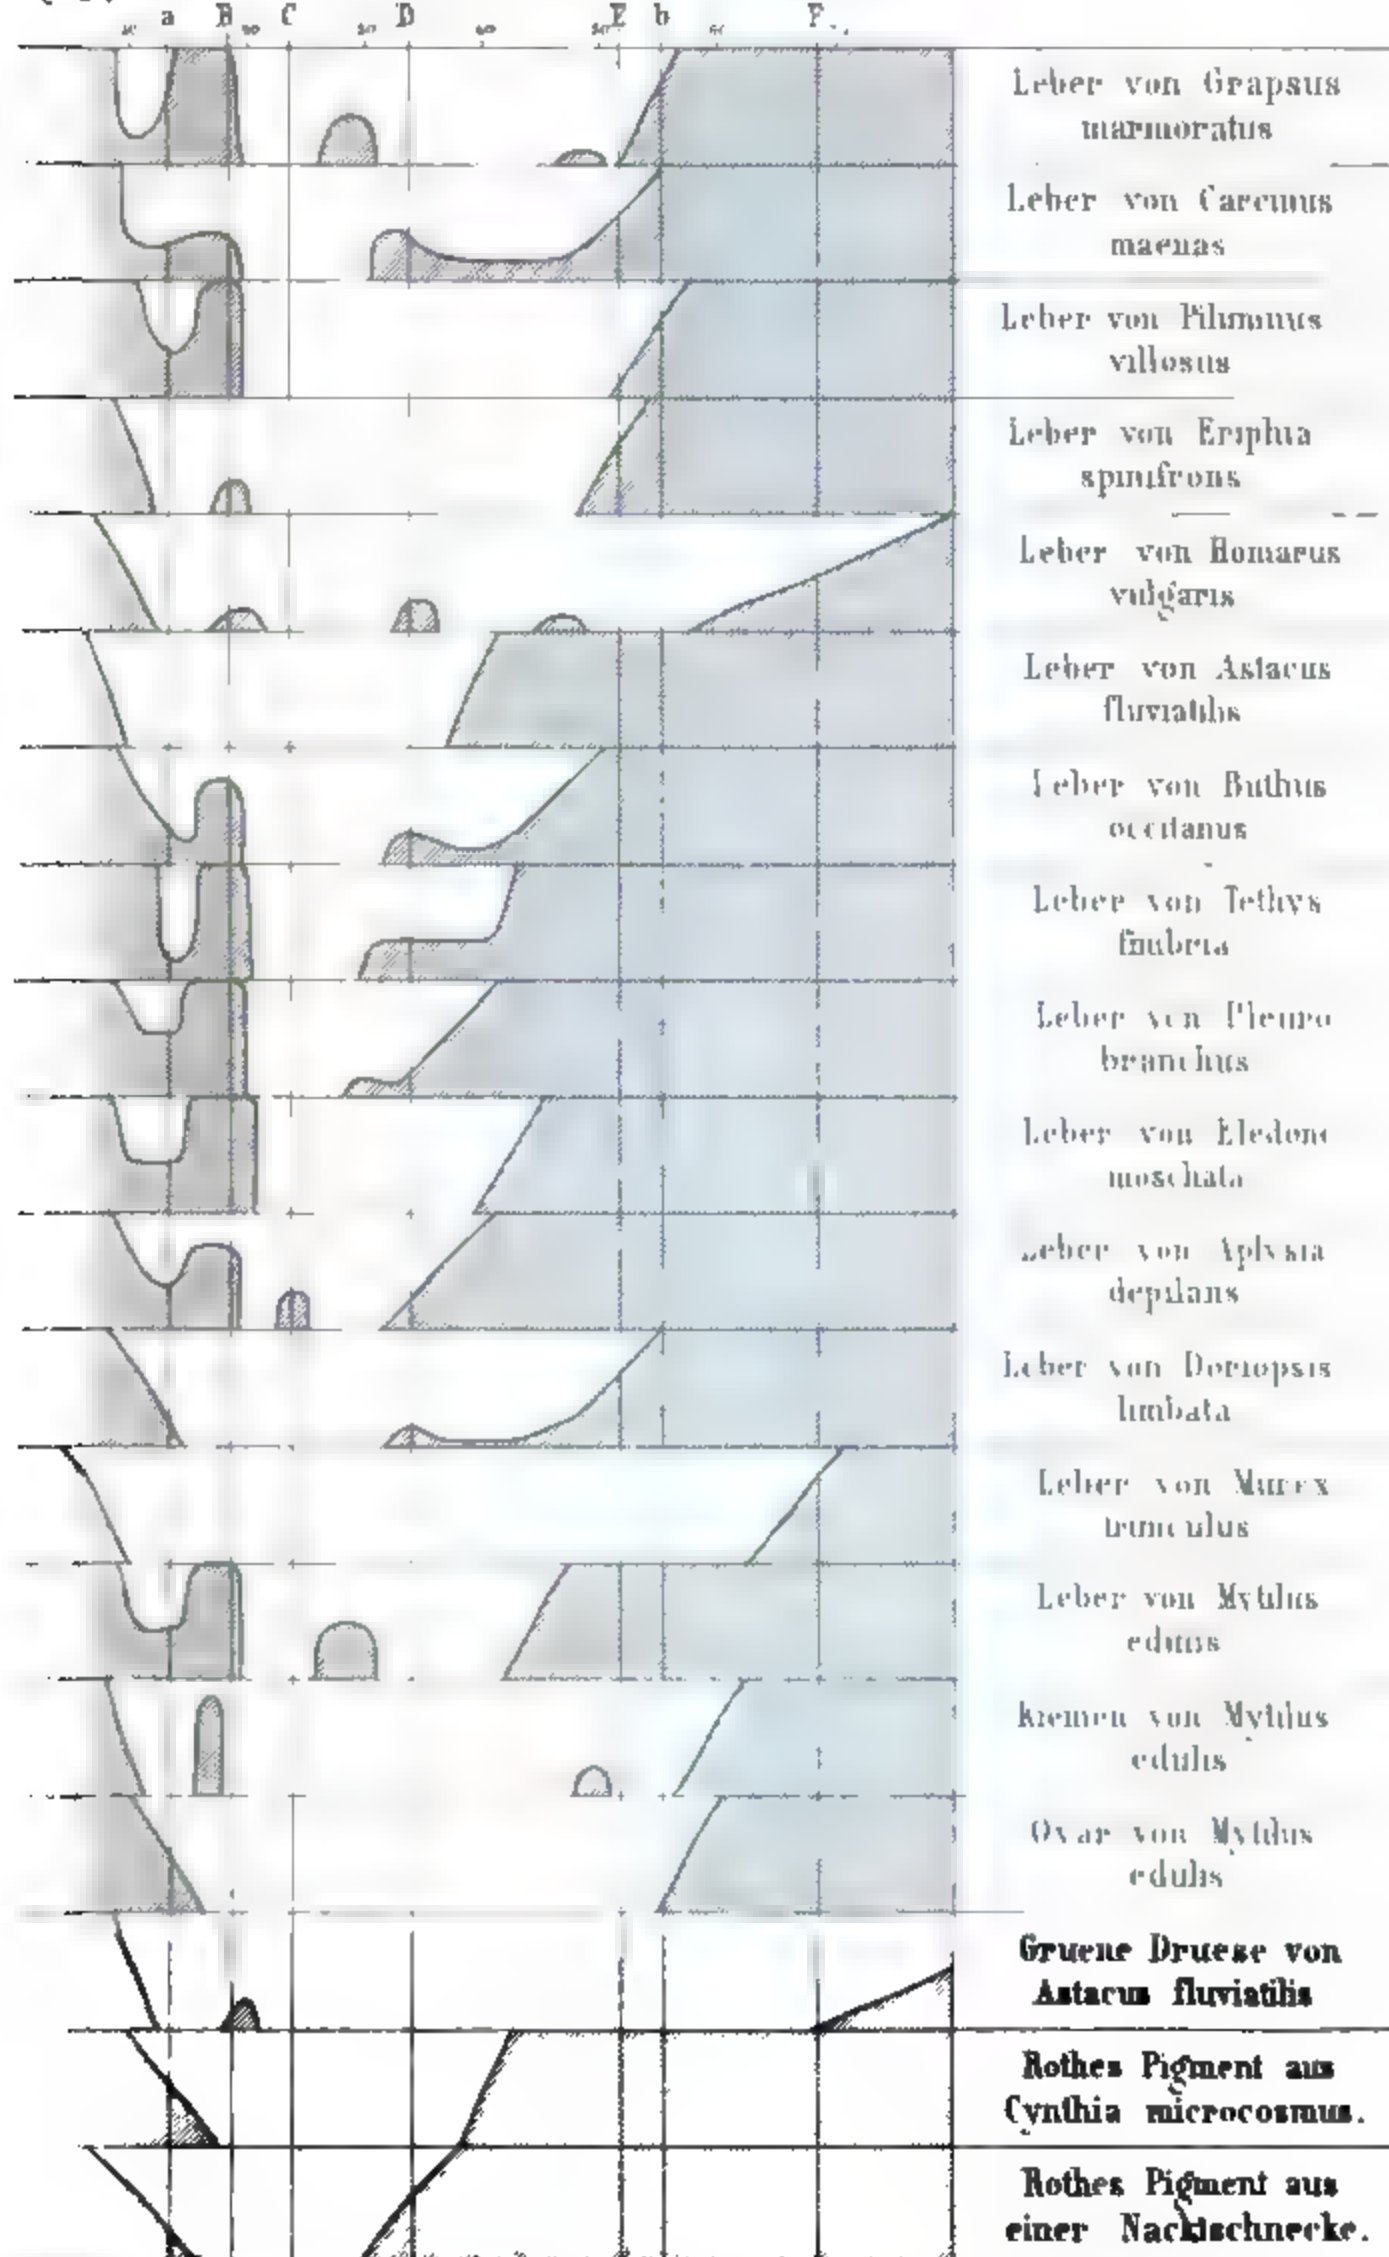 a B C D E b F
Leber von Grapsus
marmoratus
Leber von Carcinus
maenas
Leber von Pilumnus
villosus
Leber von Eriphia
spinifrons
Leber von Homarus
vulgaris
Leber von Astacus
fluviatilis
Leber von Buthus
occitanus
Leber von Tethys
fimbria
Leber von Pleuro
branchus
Leber von Eledone
moschata
Leber von Aplysia
depilans
Leber von Doriopsis
limbata
Leber von Murex
trunculus
Leber von Mytilus
edulis
Kiemen von Mytilus
edulis
Ovar von Mytilus
edulis
Gruene Druese von
Astacus fluviatilis
Rothes Pigment aus
Cynthia microcosmus.
Rothes Pigment aus
einer Nacktschnecke.